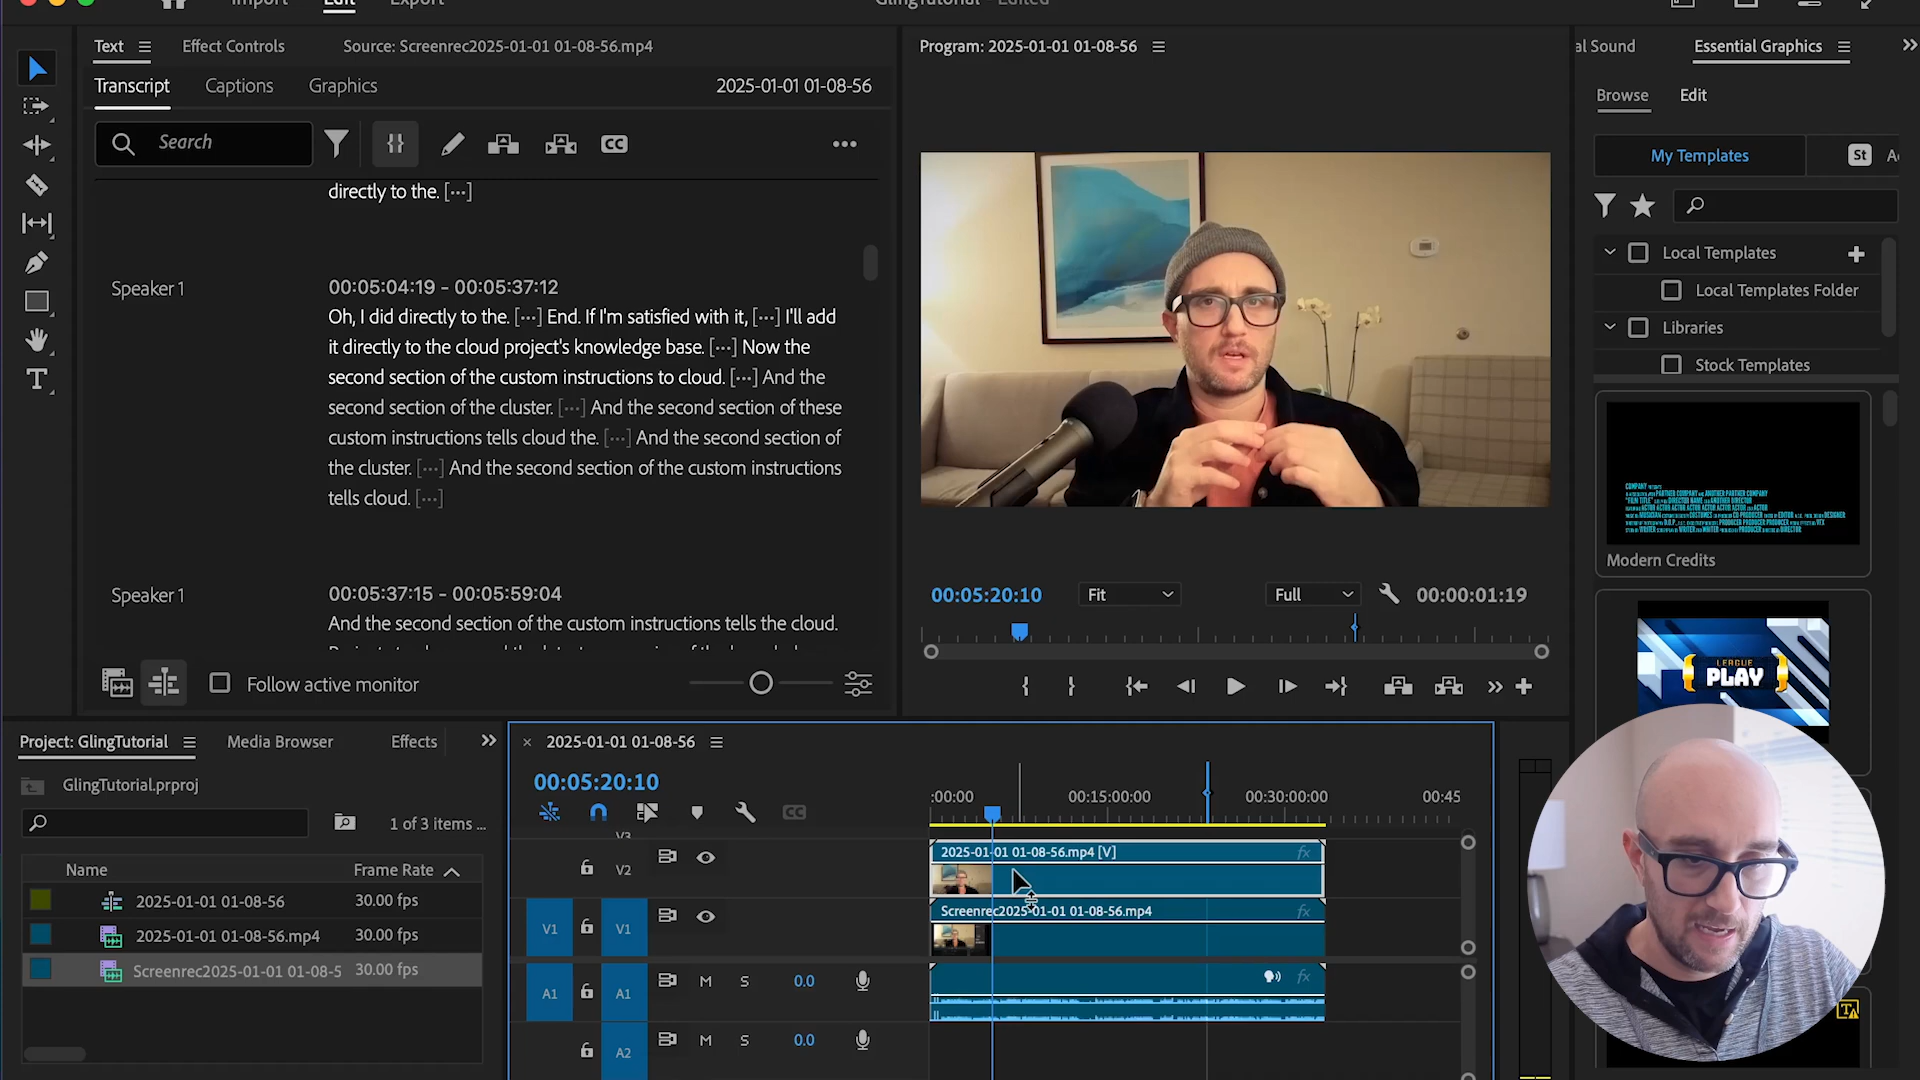 Import
Edit
Export
GlingTutorial - Edited
Text
Effect Controls
Source: Screenrec2025-01-01 01-08-56.mp4
Program: 2025-01-01 01-08-56
al Sound
Essential Graphics
Transcript
Captions
Graphics
2025-01-01 01-08-56
Browse
Edit
Search
CC
My Templates
St
A
directly to the. [...]
Local Templates
Local Templates Folder
Libraries
Stock Templates
Speaker 1
00:05:04:19 - 00:05:37:12
Oh, I did directly to the. [...] End. If I'm satisfied with it, [...] I'll add
it directly to the cloud project's knowledge base. [...] Now the
second section of the custom instructions to cloud. [...] And the
second section of the cluster. [...] And the second section of these
custom instructions tells cloud the. [...] And the second section of
the cluster. [...] And the second section of the custom instructions
tells cloud. [...]
Modern Credits
Speaker 1
00:05:37:15 - 00:05:59:04
And the second section of the custom instructions tells the cloud.
00:05:20:10
Fit
Full
00:00:01:19
LEAGUE
PLAY
Follow active monitor
Project: GlingTutorial
Media Browser
Effects
2025-01-01 01-08-56
GlingTutorial.prproj
00:05:20:10
1 of 3 items ...
:00:00
00:15:00:00
00:30:00:00
00:45
CC
Name
Frame Rate
V3
V2
2025-01-01 01-08-56.mp4 [V]
fx
2025-01-01 01-08-56
30.00 fps
2025-01-01 01-08-56.mp4
30.00 fps
Screenrec2025-01-01 01-08-5
30.00 fps
V1
V1
Screenrec2025-01-01 01-08-56.mp4
fx
A1
A1
M
S
0.0
fx
A2
M
S
0.0